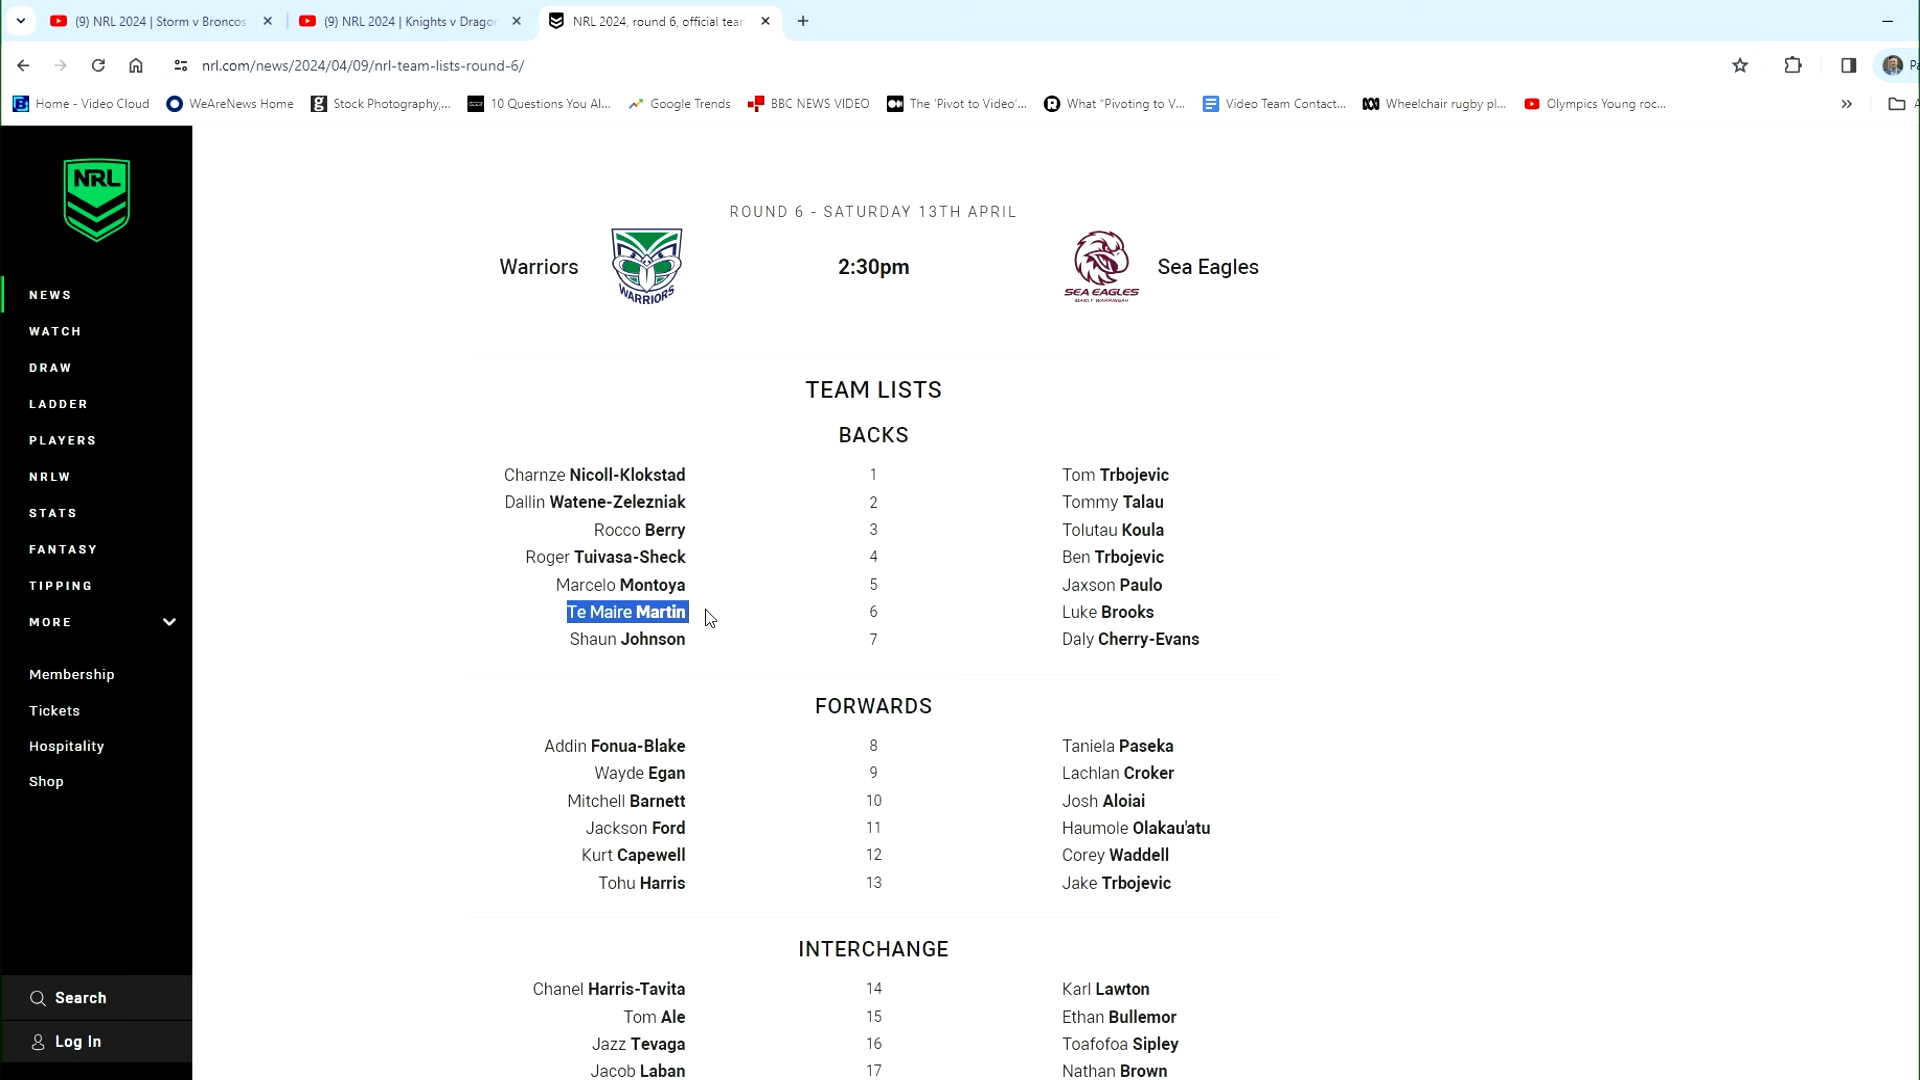 (9) NRL 2024 | Storm v Broncos
(9) NRL 2024 | Knights v Drago
NRL 2024, round 6, official tea
nrl.com/news/2024/04/09/nrl-team-lists-round-6/
Home - Video Cloud
WeAreNews Home
Stock Photography,...
10 Questions You Al...
Google Trends
BBC NEWS VIDEO
The 'Pivot to Video'...
What "Pivoting to V...
Video Team Contact...
Wheelchair rugby pl...
Olympics Young roc...
NRL
NEWS
WATCH
DRAW
LADDER
PLAYERS
NRLW
STATS
FANTASY
TIPPING
MORE
Membership
Tickets
Hospitality
Shop
Search
Log In
ROUND 6 - SATURDAY 13TH APRIL
Warriors WARRIORS 2:30pm SEA EAGLES Sea Eagles
TEAM LISTS
BACKS
Charnze Nicoll-Klokstad 1 Tom Trbojevic
Dallin Watene-Zelezniak 2 Tommy Talau
Rocco Berry 3 Tolutau Koula
Roger Tuivasa-Sheck 4 Ben Trbojevic
Marcelo Montoya 5 Jaxson Paulo
Te Maire Martin 6 Luke Brooks
Shaun Johnson 7 Daly Cherry-Evans
FORWARDS
Addin Fonua-Blake 8 Taniela Paseka
Wayde Egan 9 Lachlan Croker
Mitchell Barnett 10 Josh Aloiai
Jackson Ford 11 Haumole Olakau'atu
Kurt Capewell 12 Corey Waddell
Tohu Harris 13 Jake Trbojevic
INTERCHANGE
Chanel Harris-Tavita 14 Karl Lawton
Tom Ale 15 Ethan Bullemor
Jazz Tevaga 16 Toafofoa Sipley
Jacob Laban 17 Nathan Brown